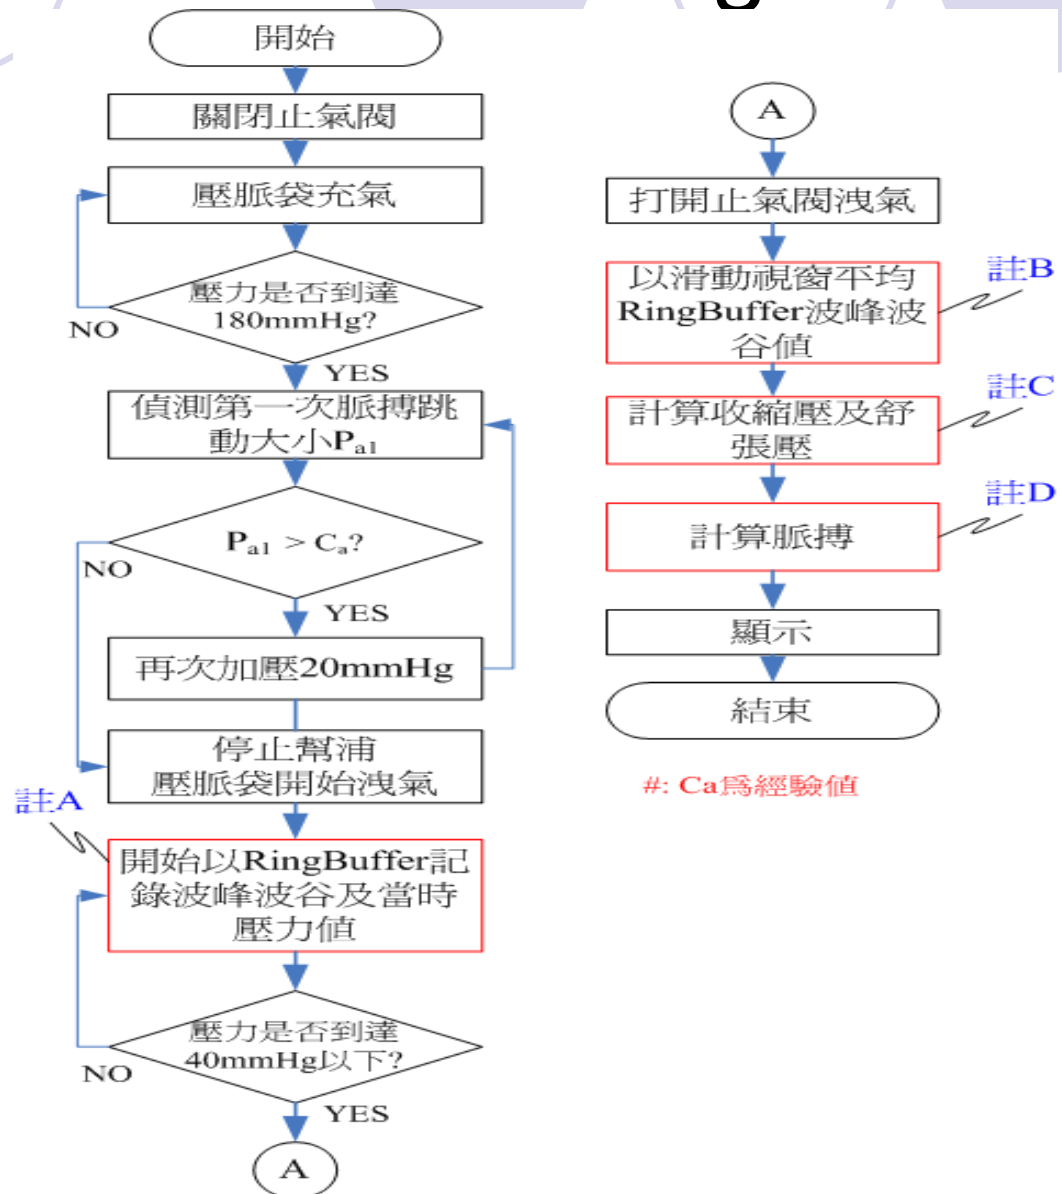 開始
關閉止氣閥
壓脈袋充氣
壓力是否到達
180mmHg?
NO
YES
偵測第一次脈搏跳
動大小Pa1
Pa1 > Ca?
NO
YES
再次加壓20mmHg
停止幫浦
壓脈袋開始洩氣
註A
開始以RingBuffer記
錄波峰波谷及當時
壓力值
壓力是否到達
40mmHg以下?
NO
YES
A
A
打開止氣閥洩氣
以滑動視窗平均
RingBuffer波峰波
谷值
註B
計算收縮壓及舒
張壓
註C
計算脈搏
註D
顯示
結束
#: Ca爲經驗值